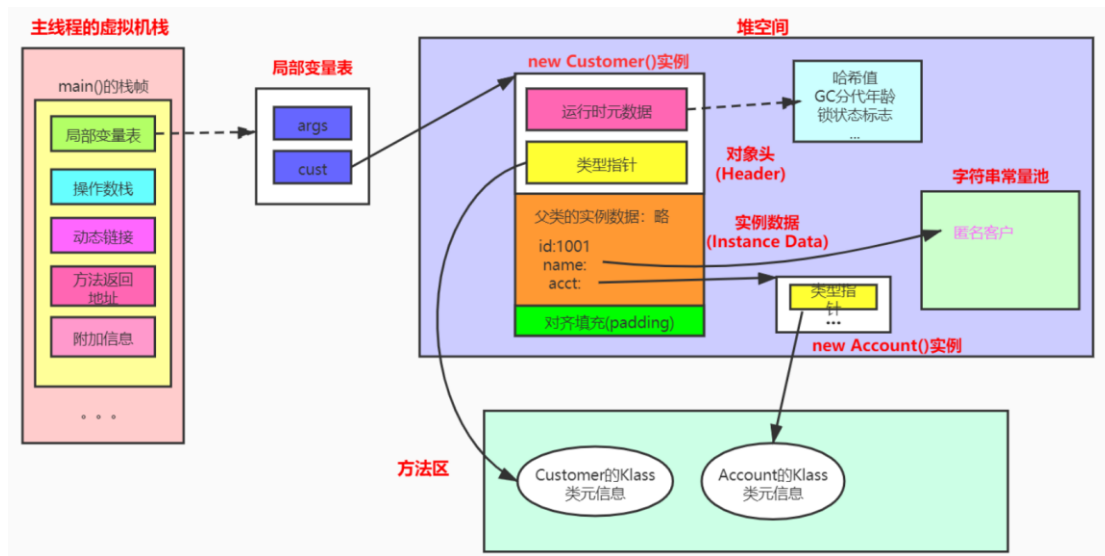 主线程的虚拟机栈
main()的栈帧
局部变量表
操作数栈
动态链接
方法返回
地址
附加信息
。。。
局部变量表
args
cust
堆空间
new Customer()实例
运行时元数据
类型指针
对象头
(Header)
哈希值
GC分代年龄
锁状态标志
...
父类的实例数据：略
id:1001
name:
acct:
实例数据
(Instance Data)
对齐填充(padding)
字符串常量池
匿名客户
类型指
针
...
new Account()实例
方法区
Customer的Klass
类元信息
Account的Klass
类元信息